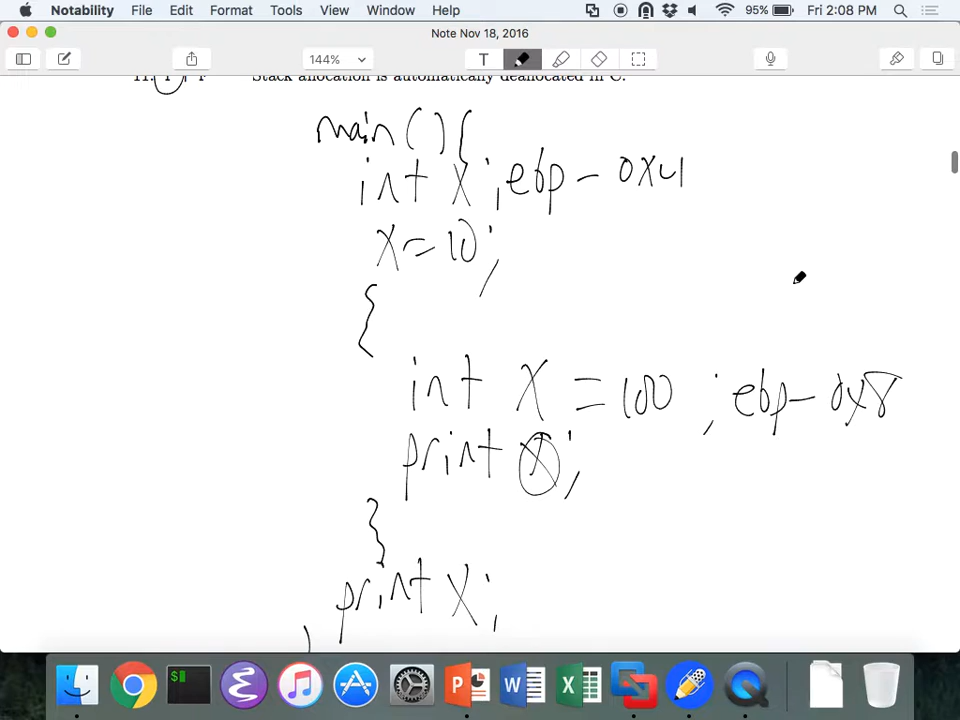 Notability File Edit Format Tools View Window Help 95% Fri 2:08 PM
Note Nov 18, 2016
144% T
11. T F Stack allocation is automatically deallocated in C.
main(){
int x; ebp - 0x4
x = 10;
{
int x = 100; ebp - 0x8
print x;
}
print x;
}
$
P W X